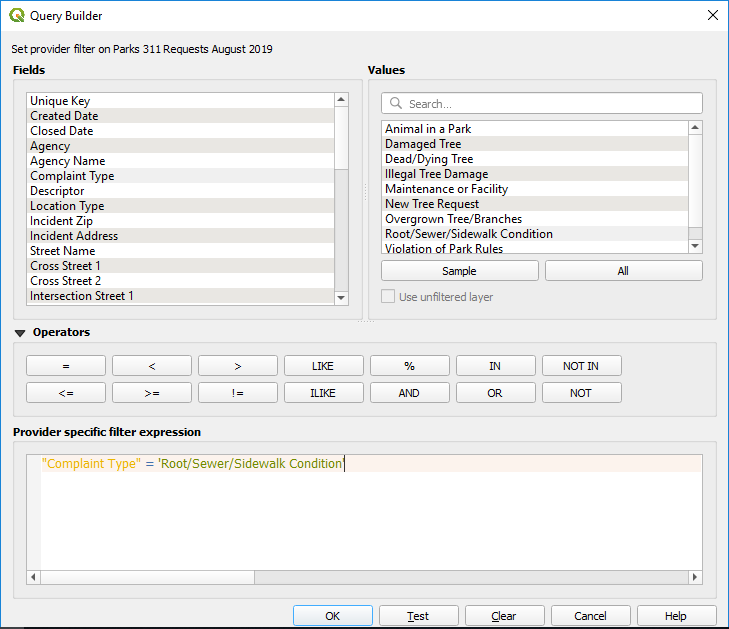 Query Builder
Set provider filter on Parks 311 Requests August 2019
Fields
Unique Key
Created Date
Closed Date
Agency
Agency Name
Complaint Type
Descriptor
Location Type
Incident Zip
Incident Address
Street Name
Cross Street 1
Cross Street 2
Intersection Street 1
Values
Search...
Animal in a Park
Damaged Tree
Dead/Dying Tree
Illegal Tree Damage
Maintenance or Facility
New Tree Request
Overgrown Tree/Branches
Root/Sewer/Sidewalk Condition
Violation of Park Rules
Sample All
Use unfiltered layer
Operators
= < > LIKE % IN NOT IN
<= >= != ILIKE AND OR NOT
Provider specific filter expression
"Complaint Type" = 'Root/Sewer/Sidewalk Condition'
OK Test Clear Cancel Help